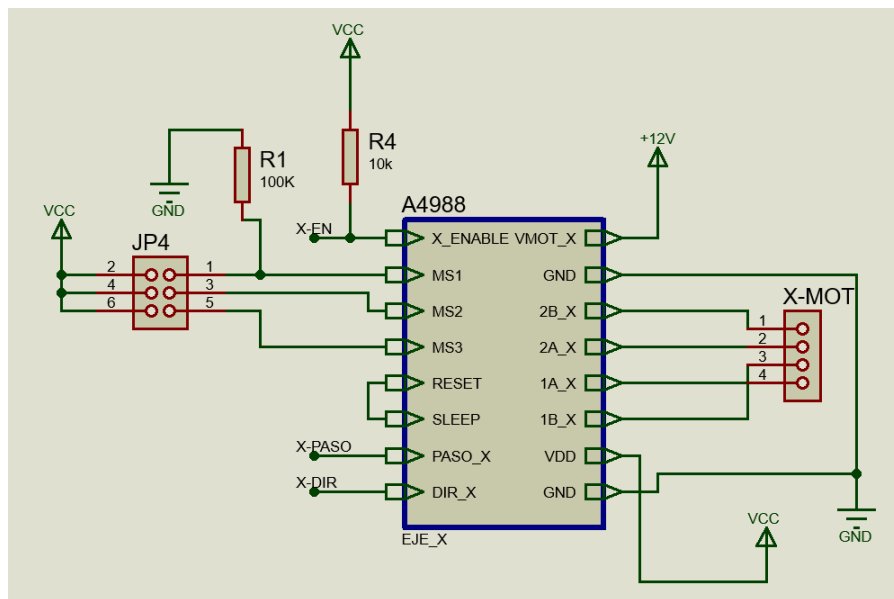 VCC
R4
10k
+12V
R1
100K
GND
VCC
A4988
X-EN
X_ENABLE VMOT_X
JP4
2 1
4 3
6 5
MS1 GND
MS2 2B_X
MS3 2A_X
RESET 1A_X
SLEEP 1B_X
X-MOT
1
2
3
4
X-PASO
PASO_X VDD
X-DIR
DIR_X GND
EJE_X
VCC
GND